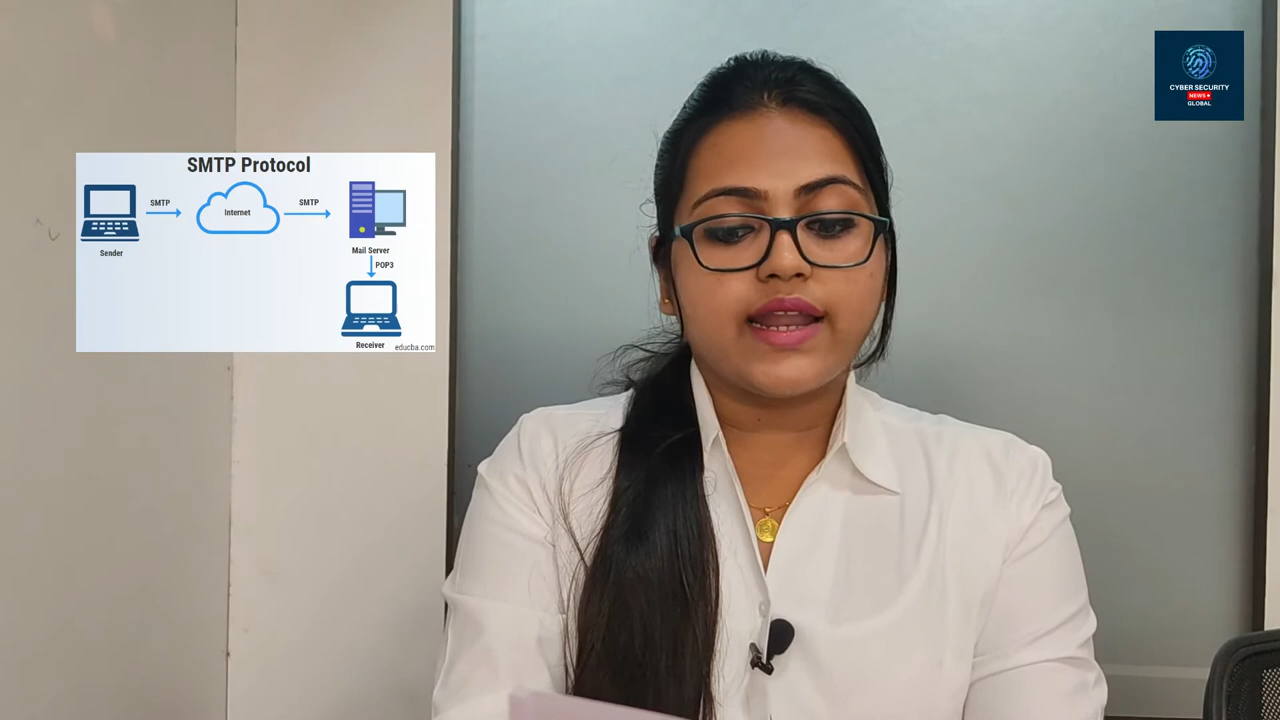 SMTP Protocol
SMTP
Internet
SMTP
Sender
Mail Server
POP3
Receiver
educba.com
CYBER SECURITY
NEWS
GLOBAL